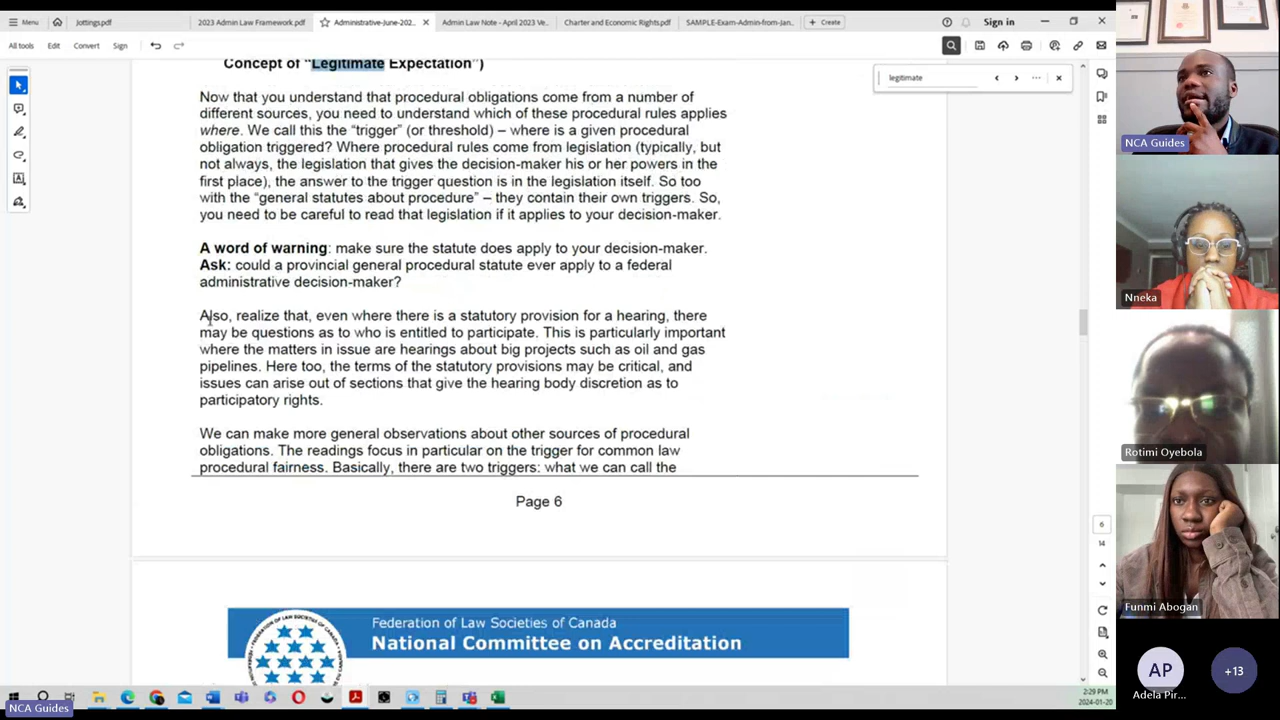 Menu
Jottings.pdf
2023 Admin Law Framework.pdf
Administrative-June-202...
Admin Law Note - April 2023 Ve..
Charter and Economic Rights.pdf
SAMPLE-Exam-Admin-from-Jan..
Create
Sign in
All tools
Edit
Convert
Sign
Concept of "Legitimate Expectation")
legitimate
Now that you understand that procedural obligations come from a number of
different sources, you need to understand which of these procedural rules applies
where. We call this the "trigger" (or threshold) – where is a given procedural
obligation triggered? Where procedural rules come from legislation (typically, but
not always, the legislation that gives the decision-maker his or her powers in the
first place), the answer to the trigger question is in the legislation itself. So too
with the "general statutes about procedure" – they contain their own triggers. So,
you need to be careful to read that legislation if it applies to your decision-maker.
A word of warning: make sure the statute does apply to your decision-maker.
Ask: could a provincial general procedural statute ever apply to a federal
administrative decision-maker?
Also, realize that, even where there is a statutory provision for a hearing, there
may be questions as to who is entitled to participate. This is particularly important
where the matters in issue are hearings about big projects such as oil and gas
pipelines. Here too, the terms of the statutory provisions may be critical, and
issues can arise out of sections that give the hearing body discretion as to
participatory rights.
We can make more general observations about other sources of procedural
obligations. The readings focus in particular on the trigger for common law
procedural fairness. Basically, there are two triggers: what we can call the
Page 6
Federation of Law Societies of Canada
National Committee on Accreditation
6
14
2:29 PM
2024-01-20
NCA Guides
NCA Guides
Nneka
Rotimi Oyebola
Funmi Abogan
AP
Adela Pir...
+13